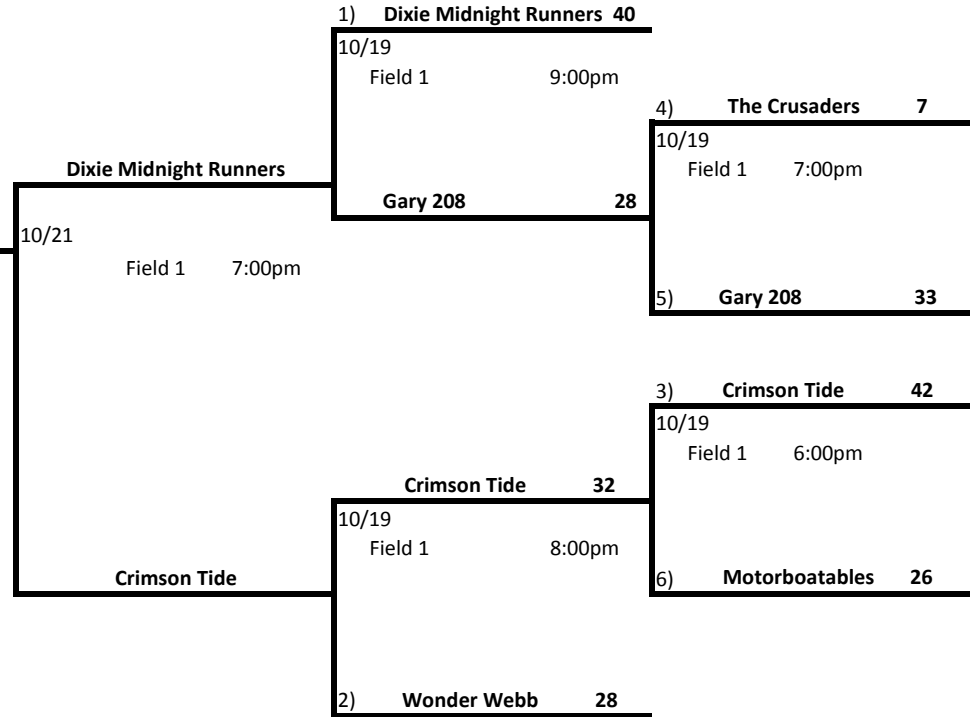 1) Dixie Midnight Runners 40
10/19
Field 1 9:00pm
4) The Crusaders 7
10/19
Dixie Midnight Runners
Field 1 7:00pm
Gary 208 28
10/21
Field 1 7:00pm
5) Gary 208 33
3) Crimson Tide 42
10/19
Field 1 6:00pm
Crimson Tide 32
10/19
Field 1 8:00pm
Crimson Tide
6) Motorboatables 26
2) Wonder Webb 28